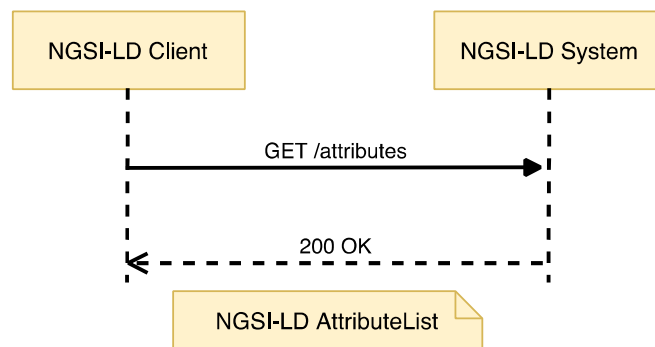 NGSI-LD Client
NGSI-LD System
GET /attributes
200 OK
NGSI-LD AttributeList